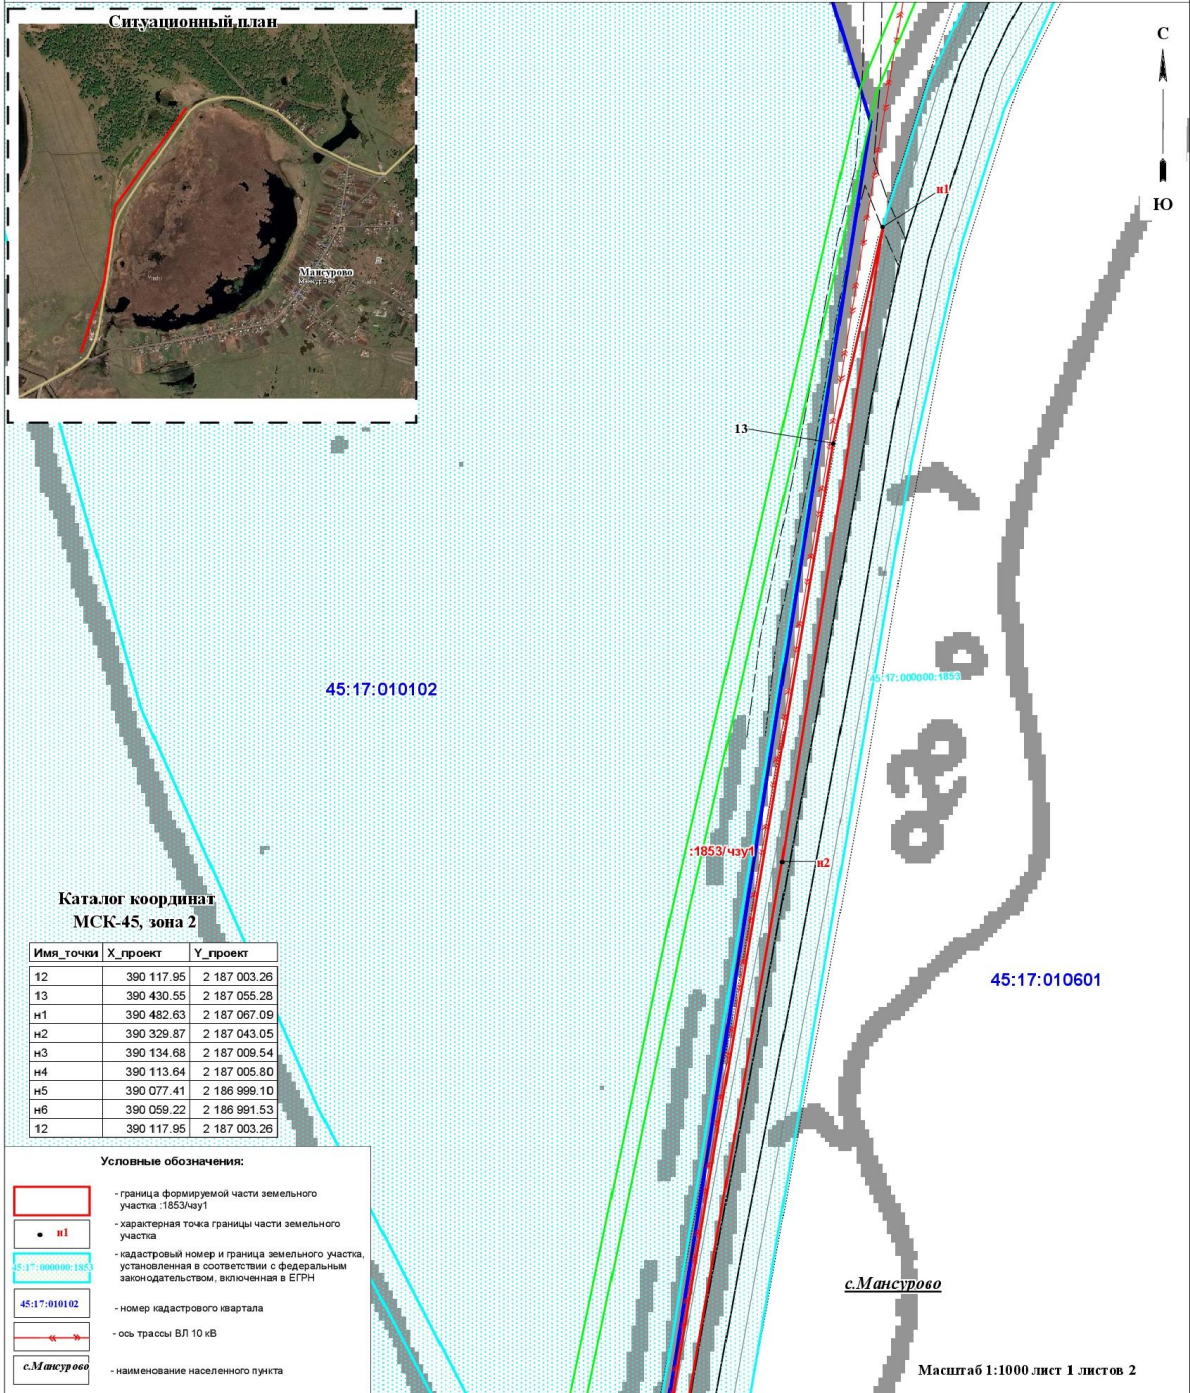 Ситуационный план
Мансурово
С
Ю
н1
13
45:17:010102
45:17:000000:1853
:1853/чзу1
н2
45:17:010601
Каталог координат
МСК-45, зона 2
Имя_точки X_проект Y_проект
12 390 117.95 2 187 003.26
13 390 430.55 2 187 055.28
н1 390 482.63 2 187 067.09
н2 390 329.87 2 187 043.05
н3 390 134.68 2 187 009.54
н4 390 113.64 2 187 005.80
н5 390 077.41 2 186 999.10
н6 390 059.22 2 186 991.53
12 390 117.95 2 187 003.26
Условные обозначения:
- граница формируемой части земельного
участка :1853/чзу1
н1
- характерная точка границы части земельного
участка
45:17:000000:1853
- кадастровый номер и граница земельного участка,
установленная в соответствии с федеральным
законодательством, включенная в ЕГРН
45:17:010102
- номер кадастрового квартала
- ось трассы ВЛ 10 кВ
с.Мансурово
- наименование населенного пункта
с.Мансурово
Масштаб 1:1000 лист 1 листов 2